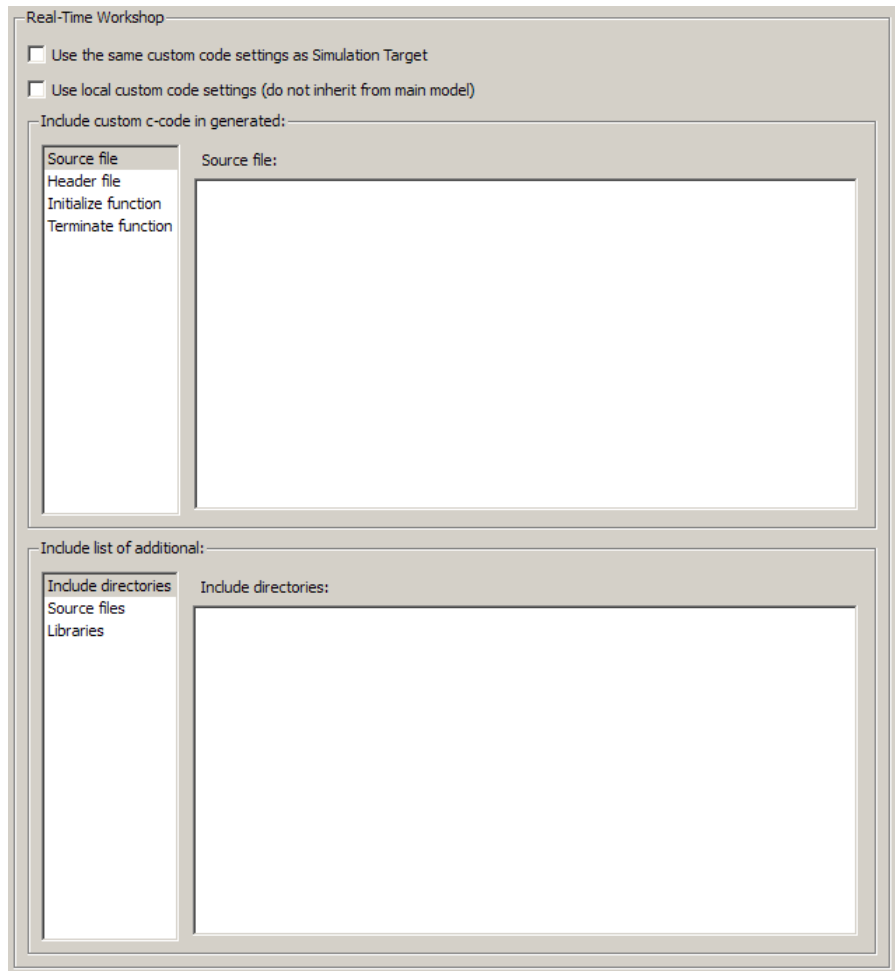 Real-Time Workshop
Use the same custom code settings as Simulation Target
Use local custom code settings (do not inherit from main model)
Include custom c-code in generated:
Source file
Header file
Initialize function
Terminate function
Source file:
Include list of additional:
Include directories
Source files
Libraries
Include directories: